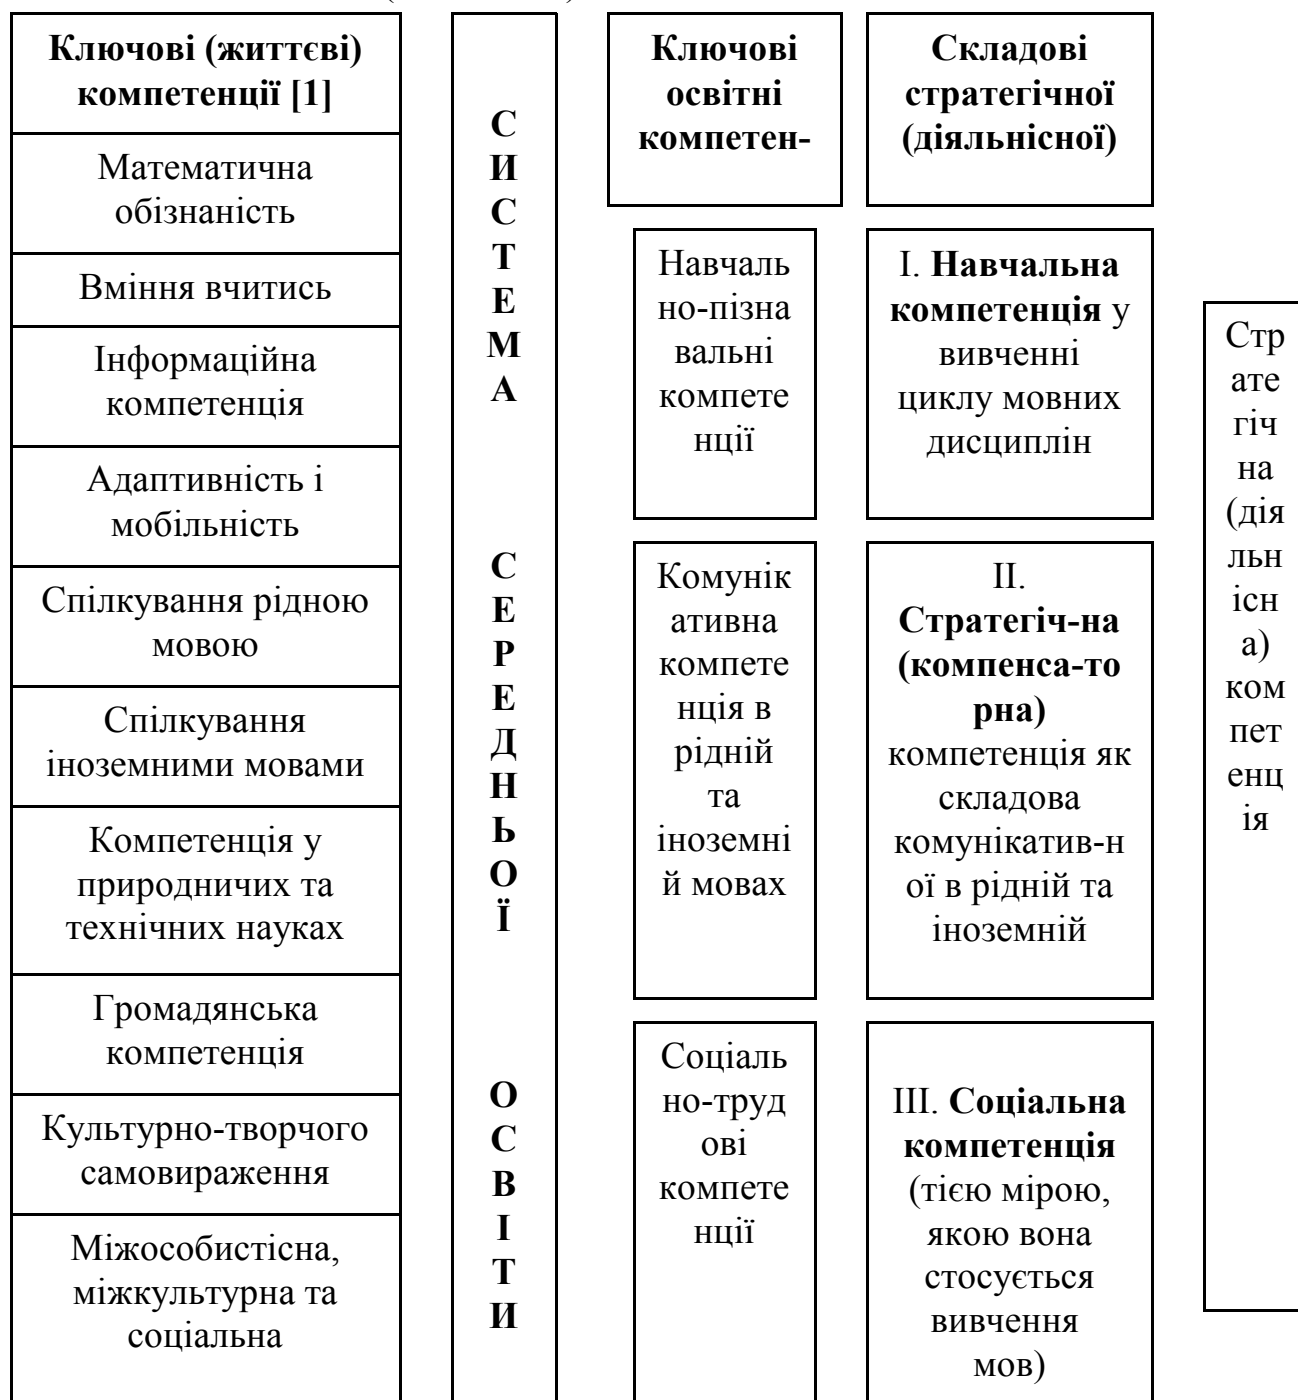 Ключові (життєві)
компетенції [1]
Математична
обізнаність
Вміння вчитись
Інформаційна
компетенція
Адаптивність і
мобільність
Спілкування рідною
мовою
Спілкування
іноземними мовами
Компетенція у
природничих та
технічних науках
Громадянська
компетенція
Культурно-творчого
самовираження
Міжособистісна,
міжкультурна та
соціальна
С
И
С
Т
Е
М
А
С
Е
Р
Е
Д
Н
Ь
О
Ї
О
С
В
І
Т
И
Ключові
освітні
компетен-
Навчаль
но-пізна
вальні
компете
нції
Комунік
ативна
компете
нція в
рідній
та
іноземні
й мовах
Соціаль
но-труд
ові
компете
нції
Складові
стратегічної
(діяльнісної)
І. Навчальна
компетенція у
вивченні
циклу мовних
дисциплін
ІІ.
Стратегіч-на
(компенса-то
рна)
компетенція як
складова
комунікатив-н
ої в рідній та
іноземній
ІІІ. Соціальна
компетенція
(тією мірою,
якою вона
стосується
вивчення
мов)
Стр
ате
гіч
на
(дія
льн
існ
а)
ком
пет
енц
ія